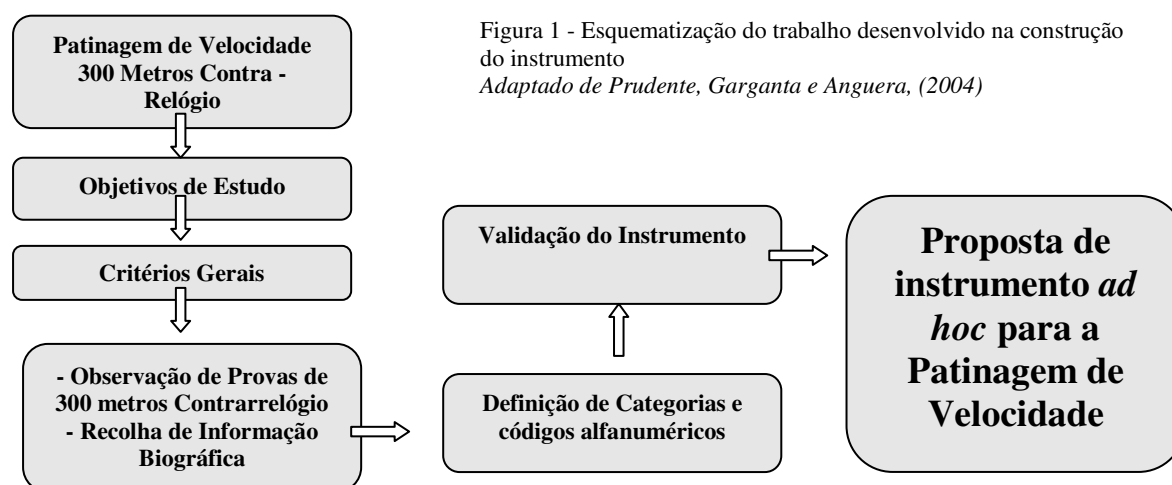 Patinagem de Velocidade
300 Metros Contra -
Relógio
Figura 1 - Esquematização do trabalho desenvolvido na construção
do instrumento
Adaptado de Prudente, Garganta e Anguera, (2004)
Objetivos de Estudo
Critérios Gerais
- Observação de Provas de
300 metros Contrarrelógio
- Recolha de Informação
Biográfica
Definição de Categorias e
códigos alfanuméricos
Validação do Instrumento
Proposta de
instrumento ad
hoc para a
Patinagem de
Velocidade